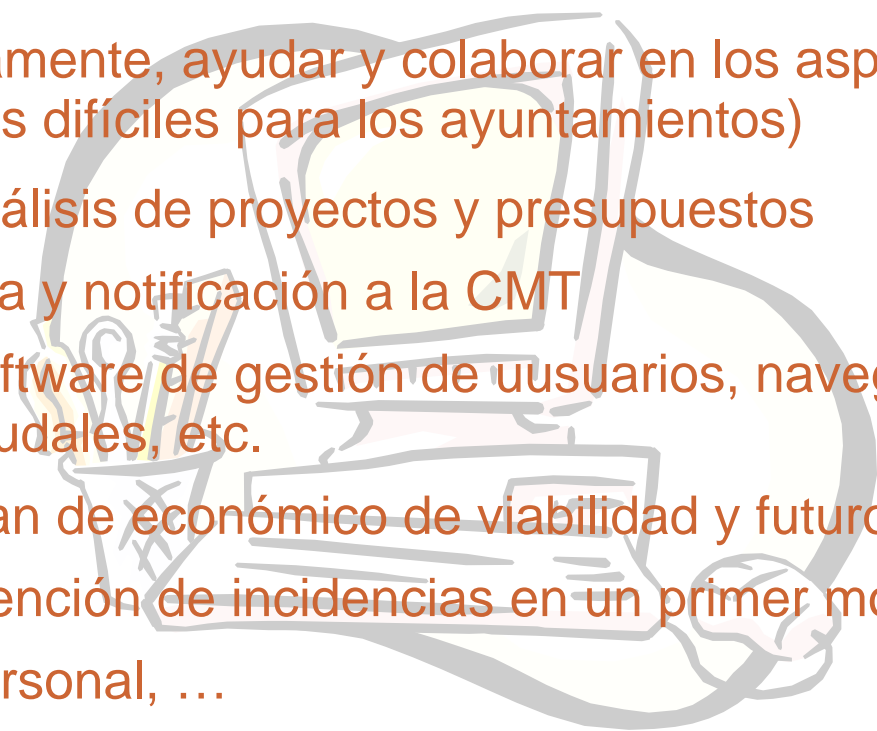 amente, ayudar y colaborar en los asp
s difíciles para los ayuntamientos)
álisis de proyectos y presupuestos
a y notificación a la CMT
ftware de gestión de uusuarios, naveg
udales, etc.
an de económico de viabilidad y futuro
ención de incidencias en un primer mo
rsonal, …